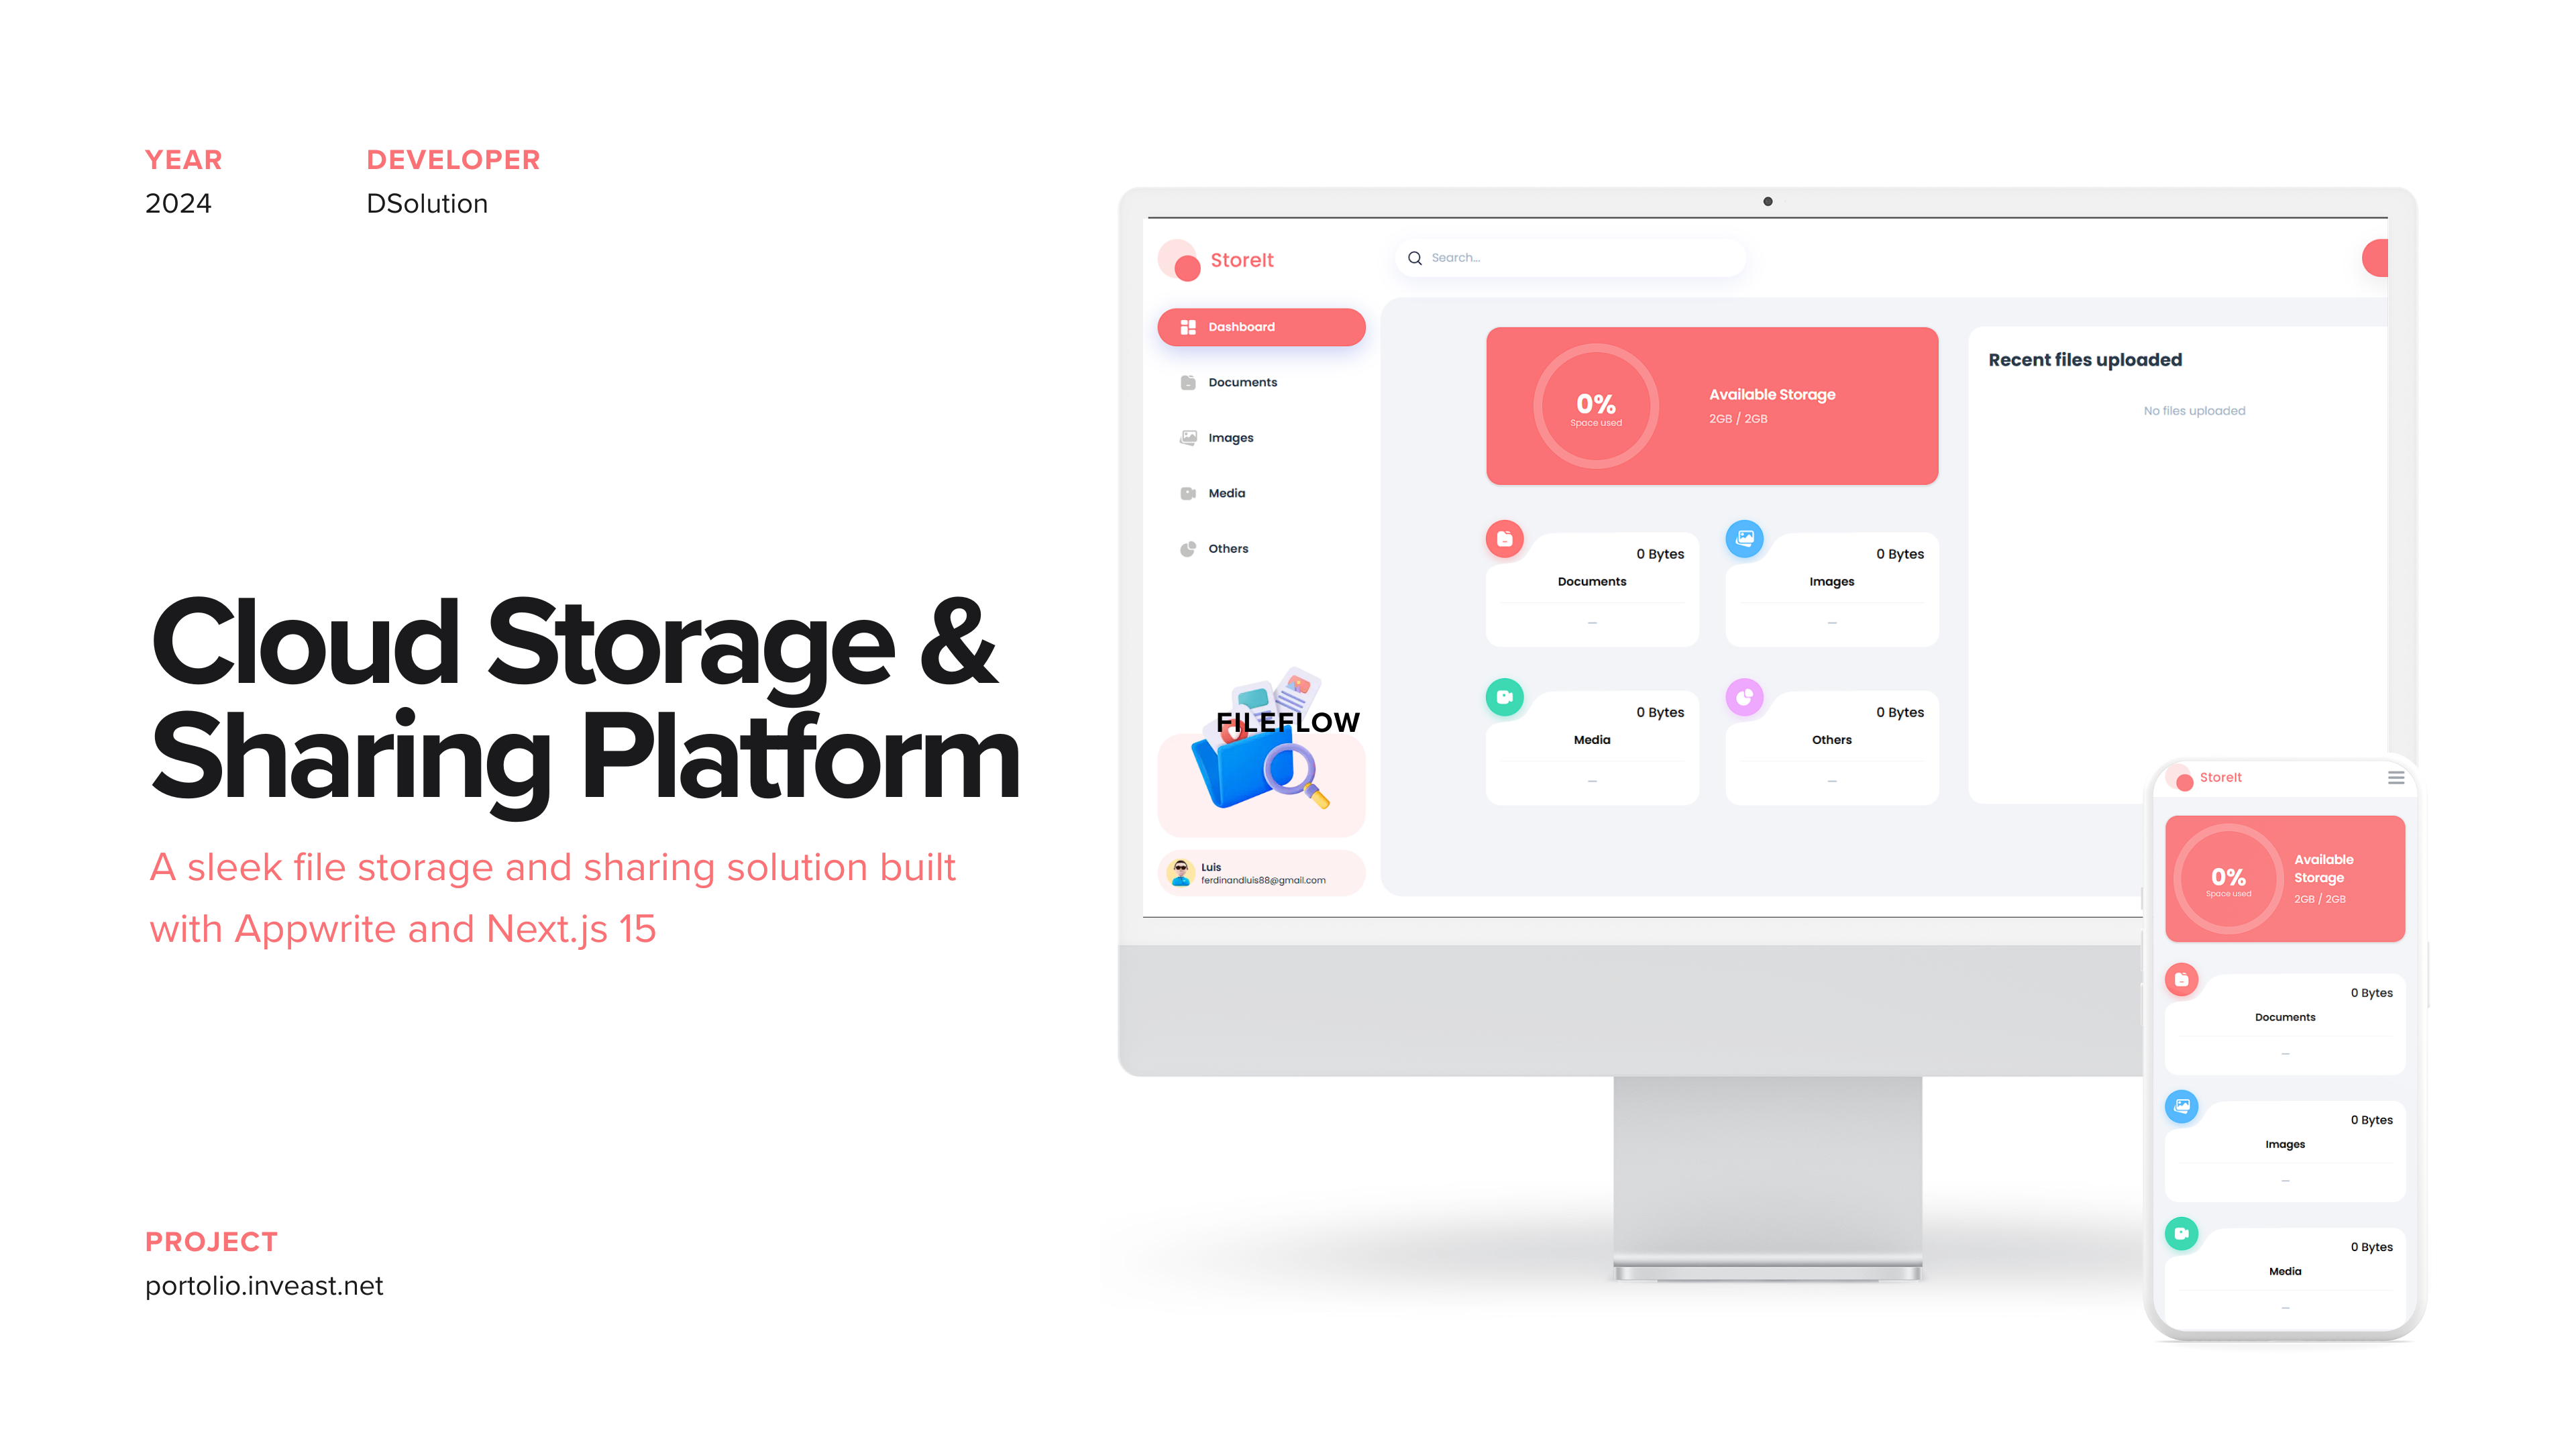 YEAR
2024
DEVELOPER
DSolution
Cloud Storage &
Sharing Platform
A sleek file storage and sharing solution built
with Appwrite and Next.js 15
PROJECT
portolio.inveast.net
StoreIt
Search...
Dashboard
Documents
Images
Media
Others
FILEFLOW
Luis
ferdinandluis88@gmail.com
0%
Space used
Available Storage
2GB / 2GB
Recent files uploaded
No files uploaded
0 Bytes
Documents
—
0 Bytes
Images
—
0 Bytes
Media
—
0 Bytes
Others
—
StoreIt
0%
Space used
Available
Storage
2GB / 2GB
0 Bytes
Documents
—
0 Bytes
Images
—
0 Bytes
Media
—